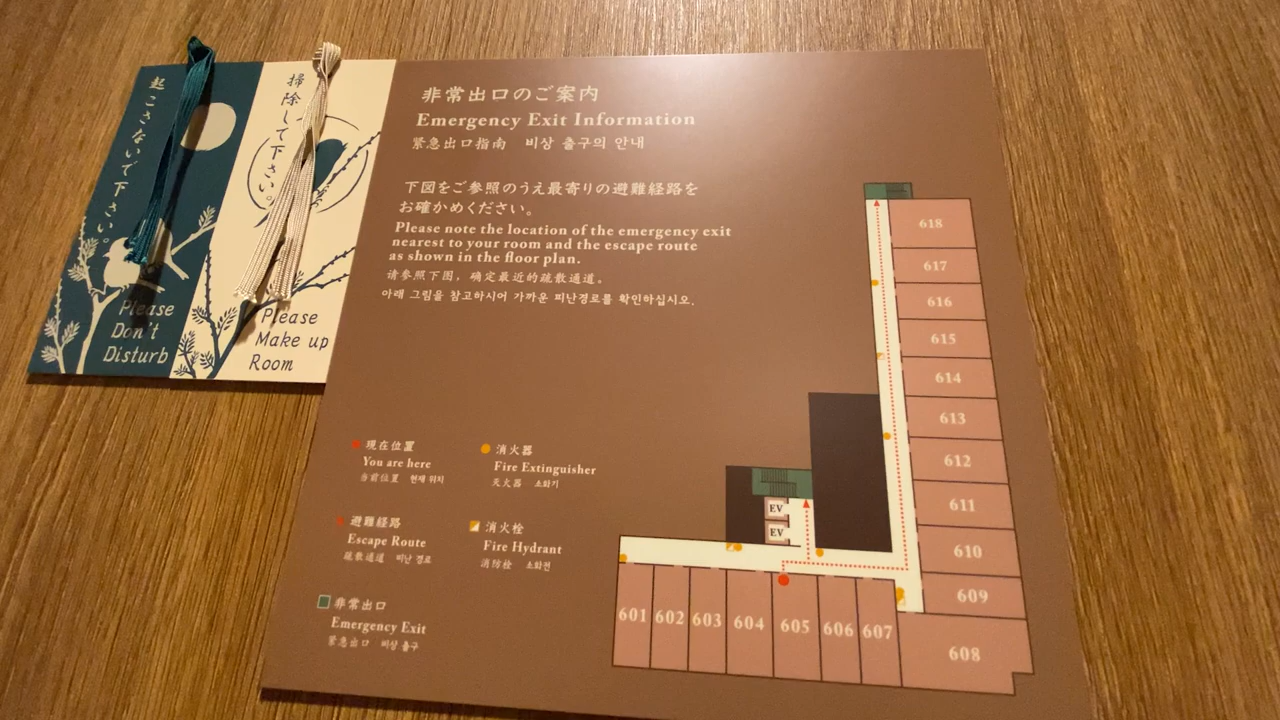 起こさないで下さい。
Please
Don't
Disturb
掃除して下さい。
Please
Make up
Room
非常出口のご案内
Emergency Exit Information
緊急出口指南 비상 출구의 안내
下図をご参照のうえ最寄りの避難経路を
お確かめください。
Please note the location of the emergency exit
nearest to your room and the escape route
as shown in the floor plan.
请参照下图，确定最近的疏散通道。
아래 그림을 참고하시어 가까운 피난경로를 확인하십시오.
現在位置
You are here
当前位置 현재 위치
消火器
Fire Extinguisher
灭火器 소화기
避難経路
Escape Route
疏散通道 피난 경로
消火栓
Fire Hydrant
消防栓 소화전
非常出口
Emergency Exit
紧急出口 비상 출구
618
617
616
615
614
613
612
611
610
609
608
EV
EV
601
602
603
604
605
606
607